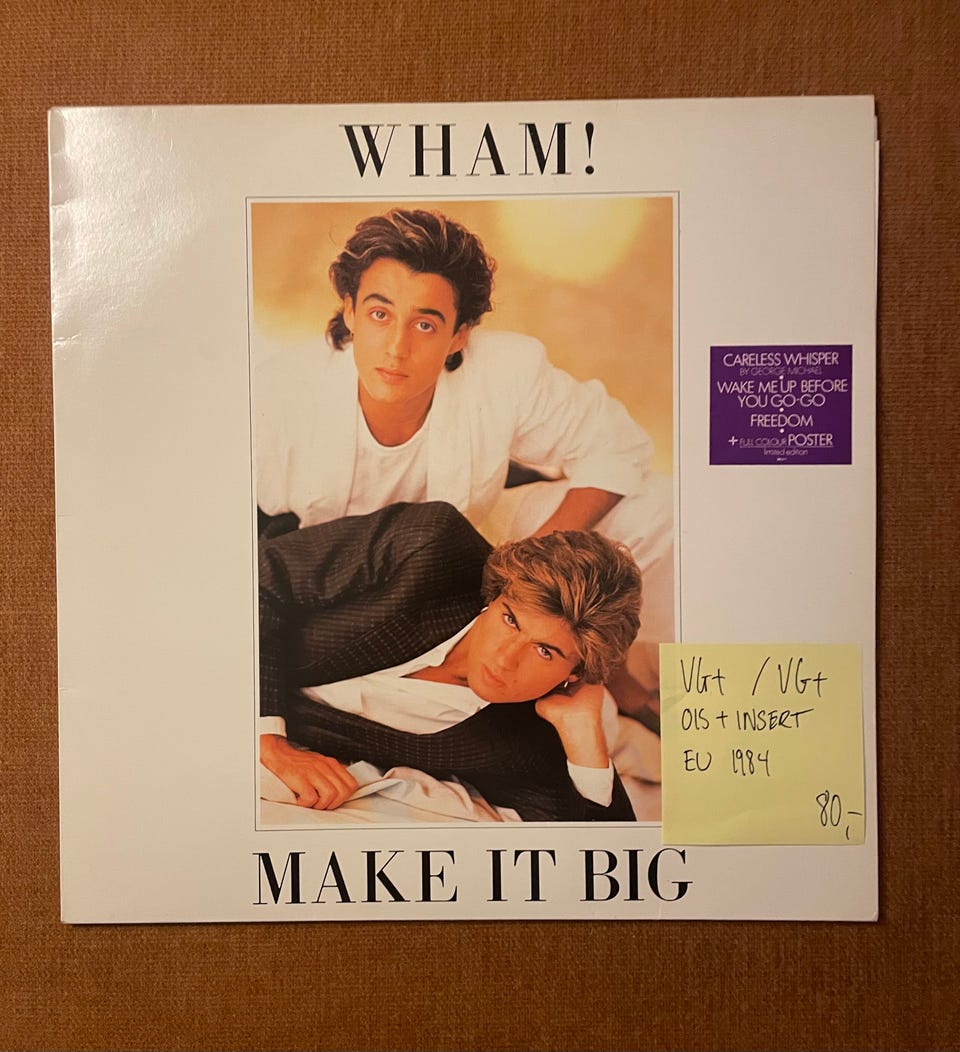 WHAM!
CARELESS WHISPER
BY GEORGE MICHAEL
WAKE ME UP BEFORE
YOU GO-GO
FREEDOM
+ FULL COLOUR POSTER
limited edition
VG+ / VG+
OIS + INSERT
EU 1984
80,-
MAKE IT BIG